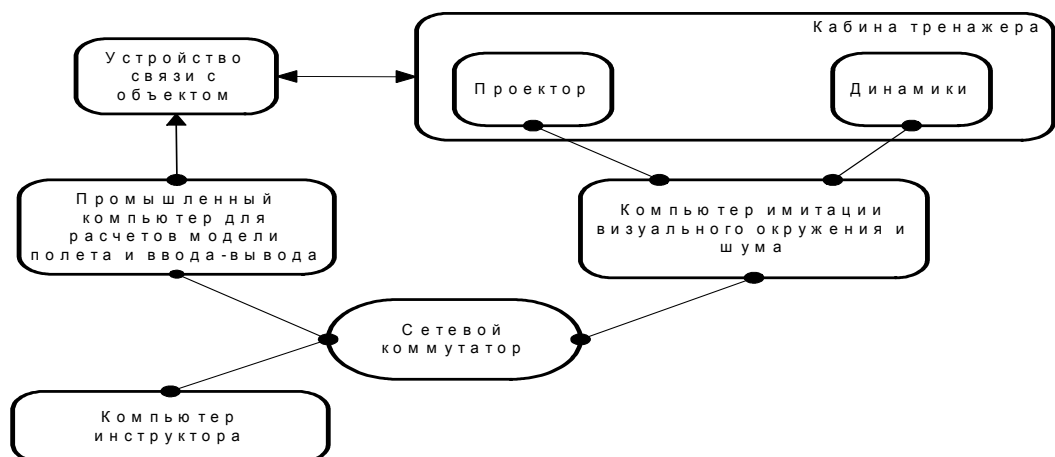 Кабина тренажера
Устройство
связи с
объектом
Проектор
Динамики
Промышленный
компьютер для
расчетов модели
полета и ввода-вывода
Компьютер имитации
визуального окружения и
шума
Сетевой
коммутатор
Компьютер
инструктора